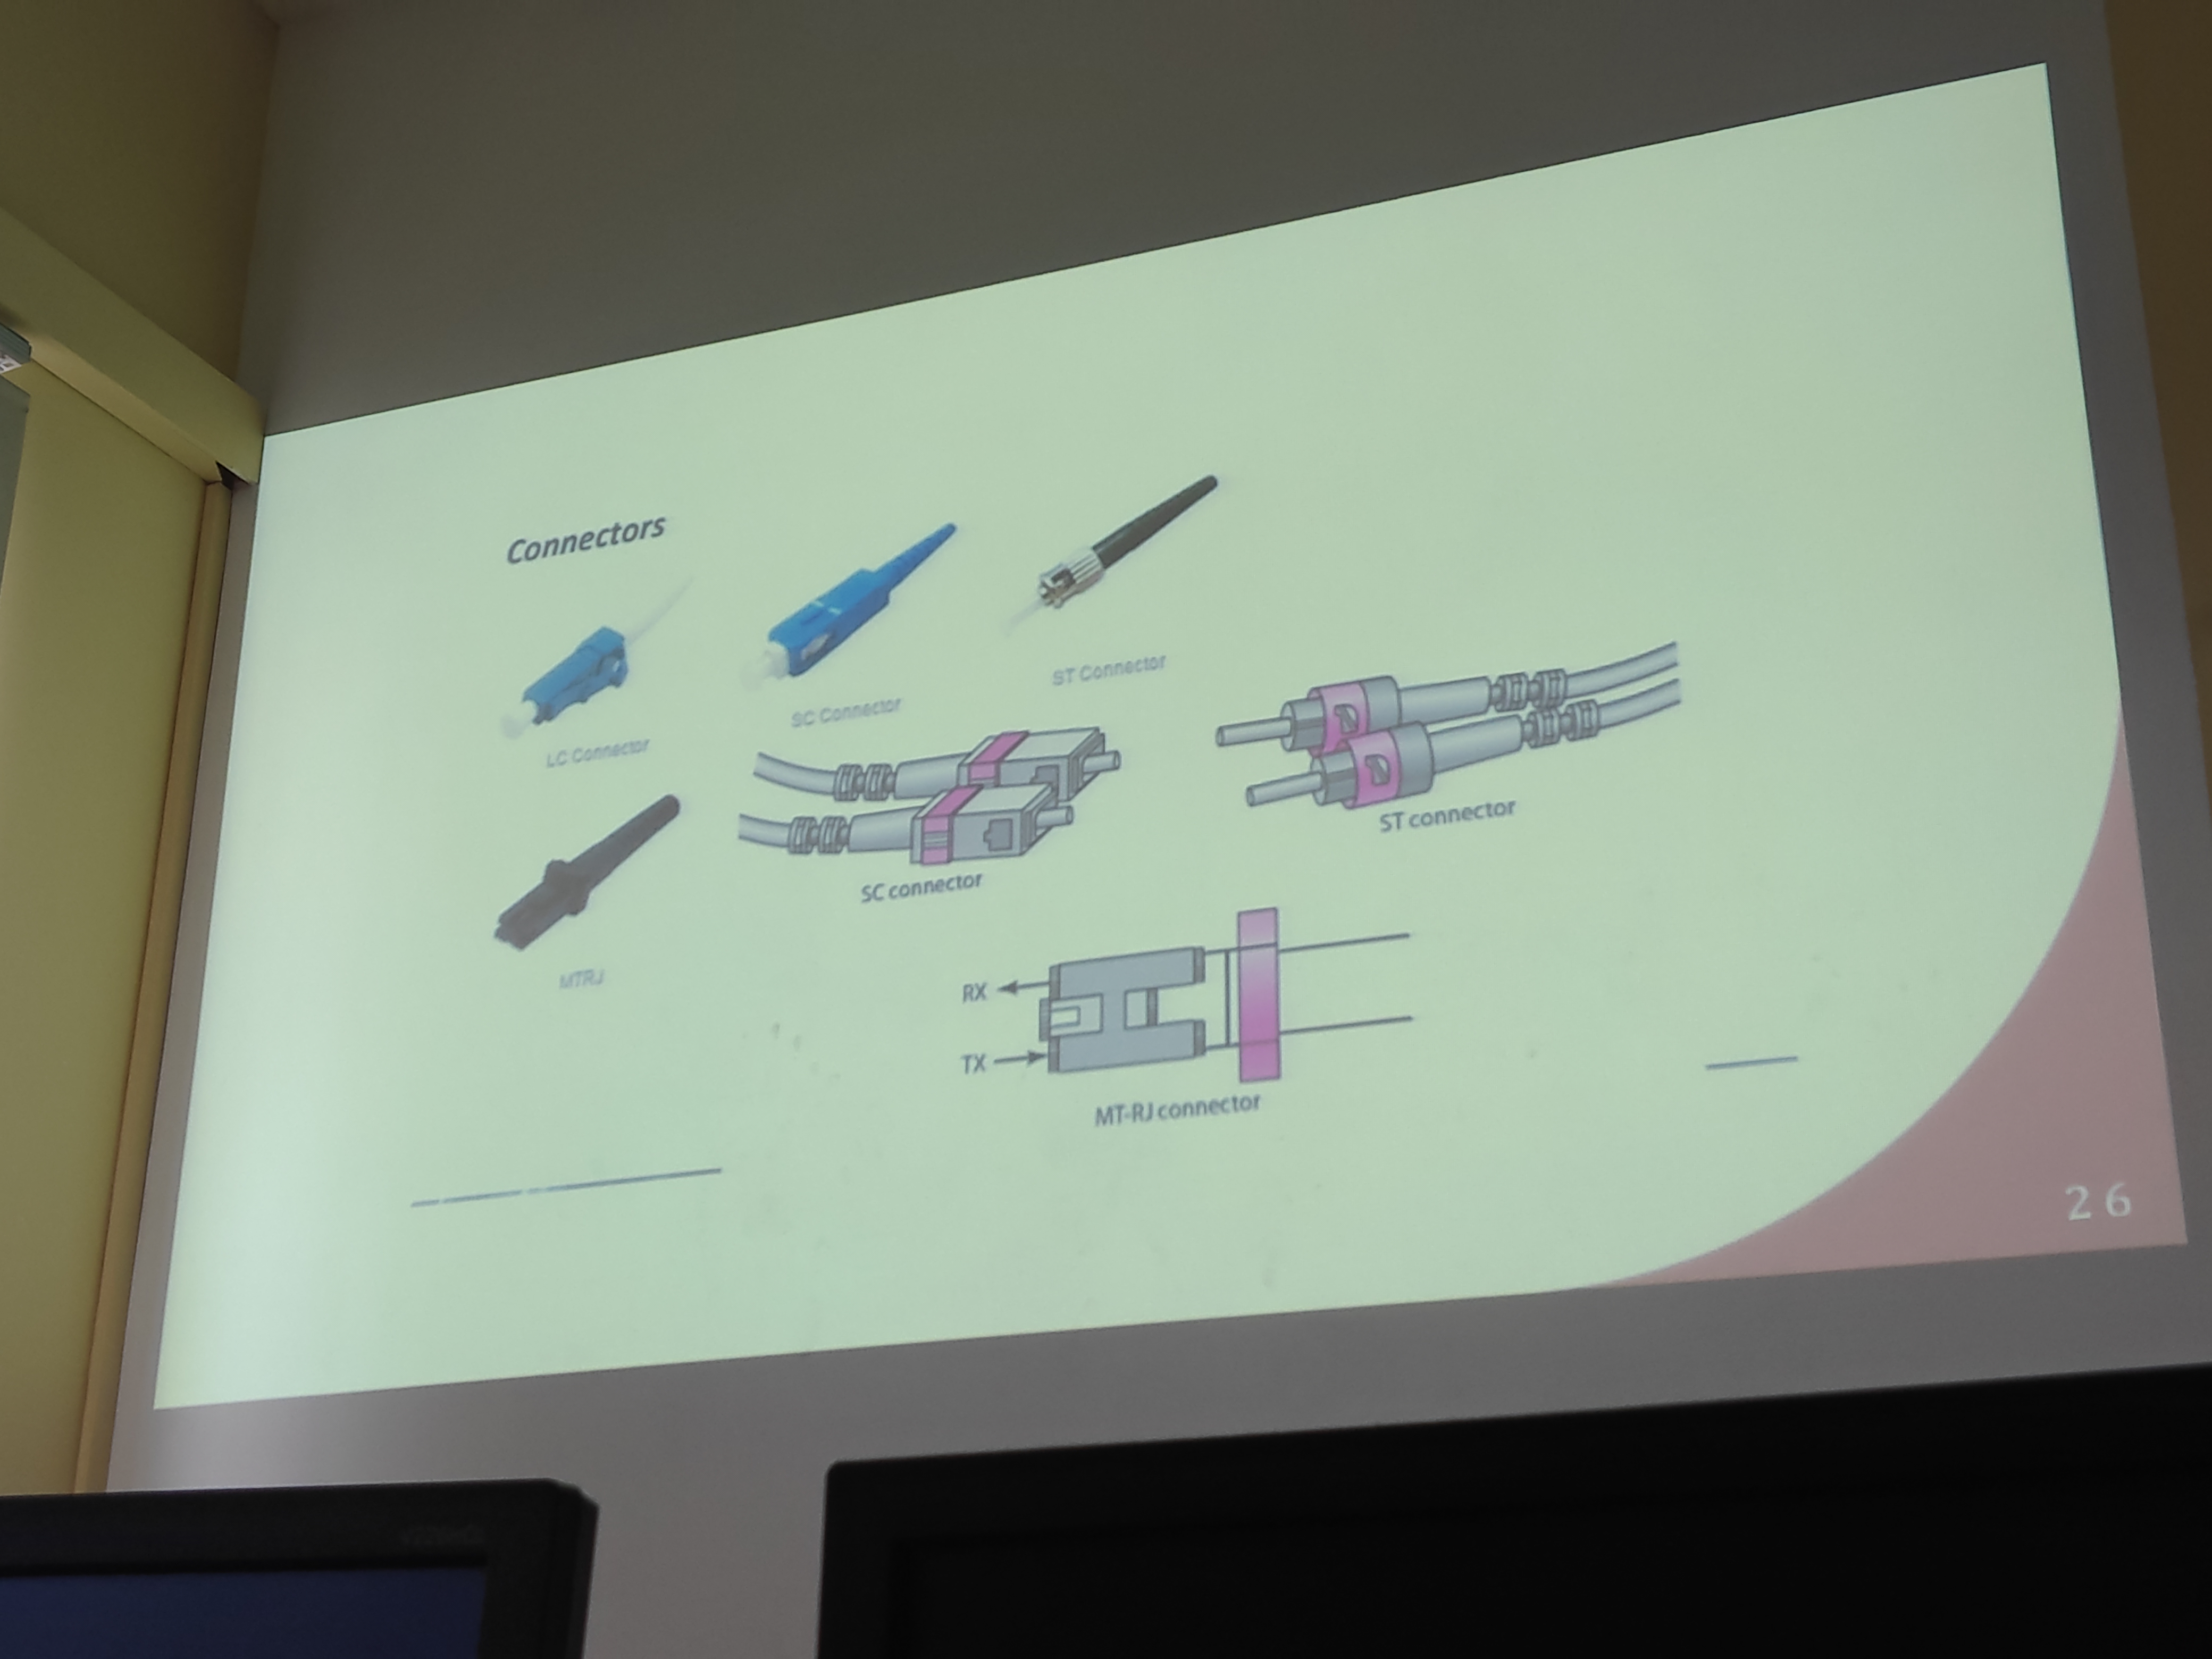 Connectors
LC Connector
SC Connector
ST Connector
MTRJ
SC connector
ST connector
RX
TX
MT-RJ connector
26